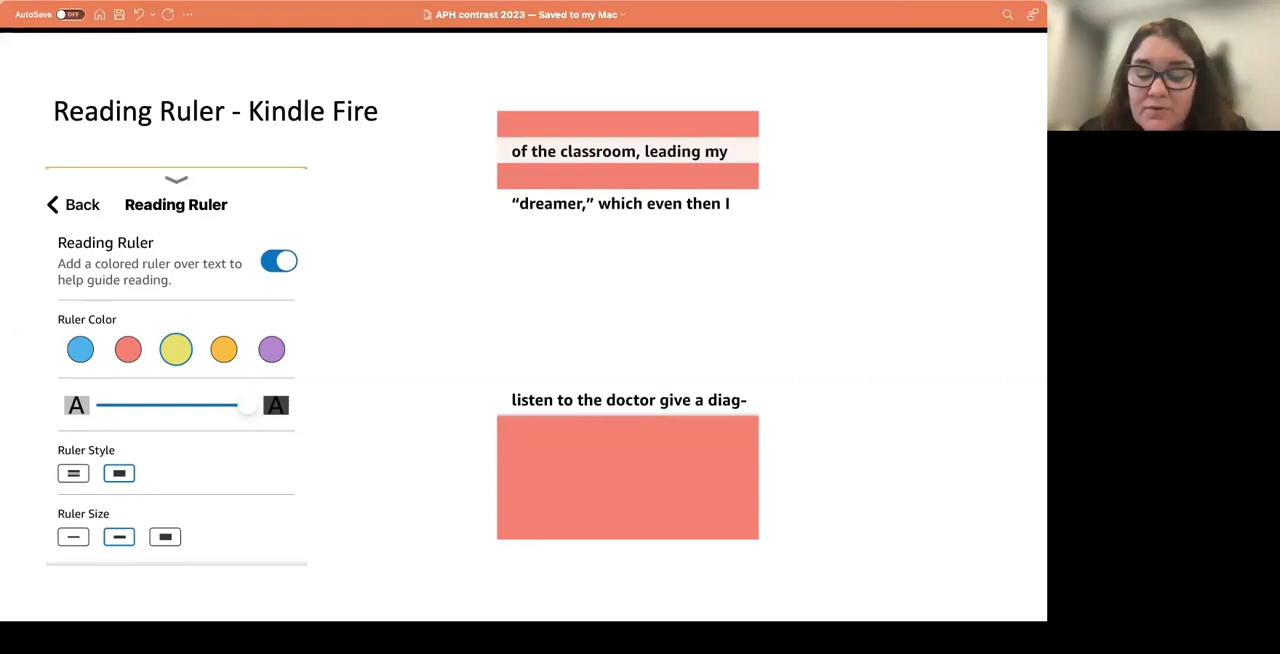 AutoSave OFF
APH contrast 2023 — Saved to my Mac
Reading Ruler - Kindle Fire
Back
Reading Ruler
Reading Ruler
Add a colored ruler over text to
help guide reading.
Ruler Color
A A
Ruler Style
Ruler Size
of the classroom, leading my
“dreamer,” which even then I
listen to the doctor give a diag-